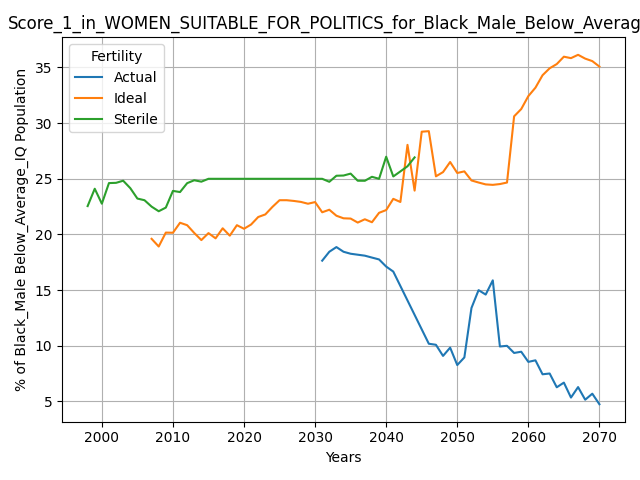 Score_1_in_WOMEN_SUITABLE_FOR_POLITICS_for_Black_Male_Below_Averag
Fertility
Actual
Ideal
Sterile
% of Black_Male Below_Average_IQ Population
35
30
25
20
15
10
5
2000 2010 2020 2030 2040 2050 2060 2070
Years